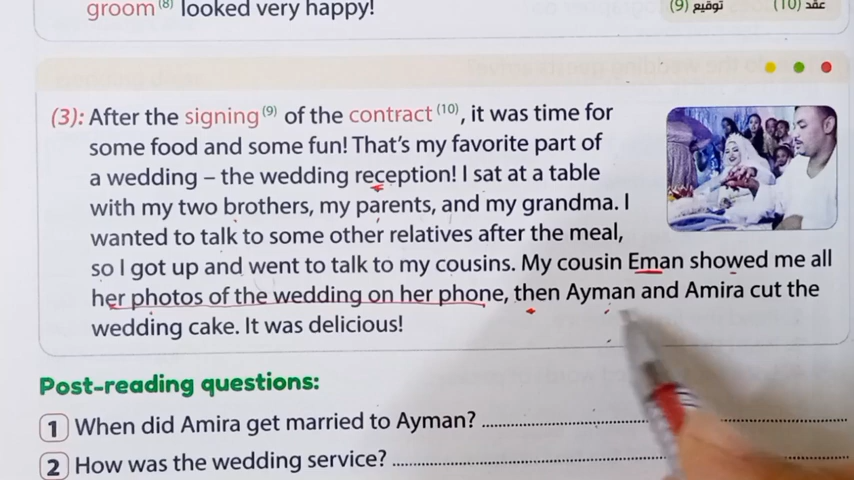 groom(8) looked very happy!
توقيع (9) عقد (10)
(3): After the signing(9) of the contract(10), it was time for
some food and some fun! That's my favorite part of
a wedding – the wedding reception! I sat at a table
with my two brothers, my parents, and my grandma. I
wanted to talk to some other relatives after the meal,
so I got up and went to talk to my cousins. My cousin Eman showed me all
her photos of the wedding on her phone, then Ayman and Amira cut the
wedding cake. It was delicious!
Post-reading questions:
1 When did Amira get married to Ayman? ........................
2 How was the wedding service? ........................